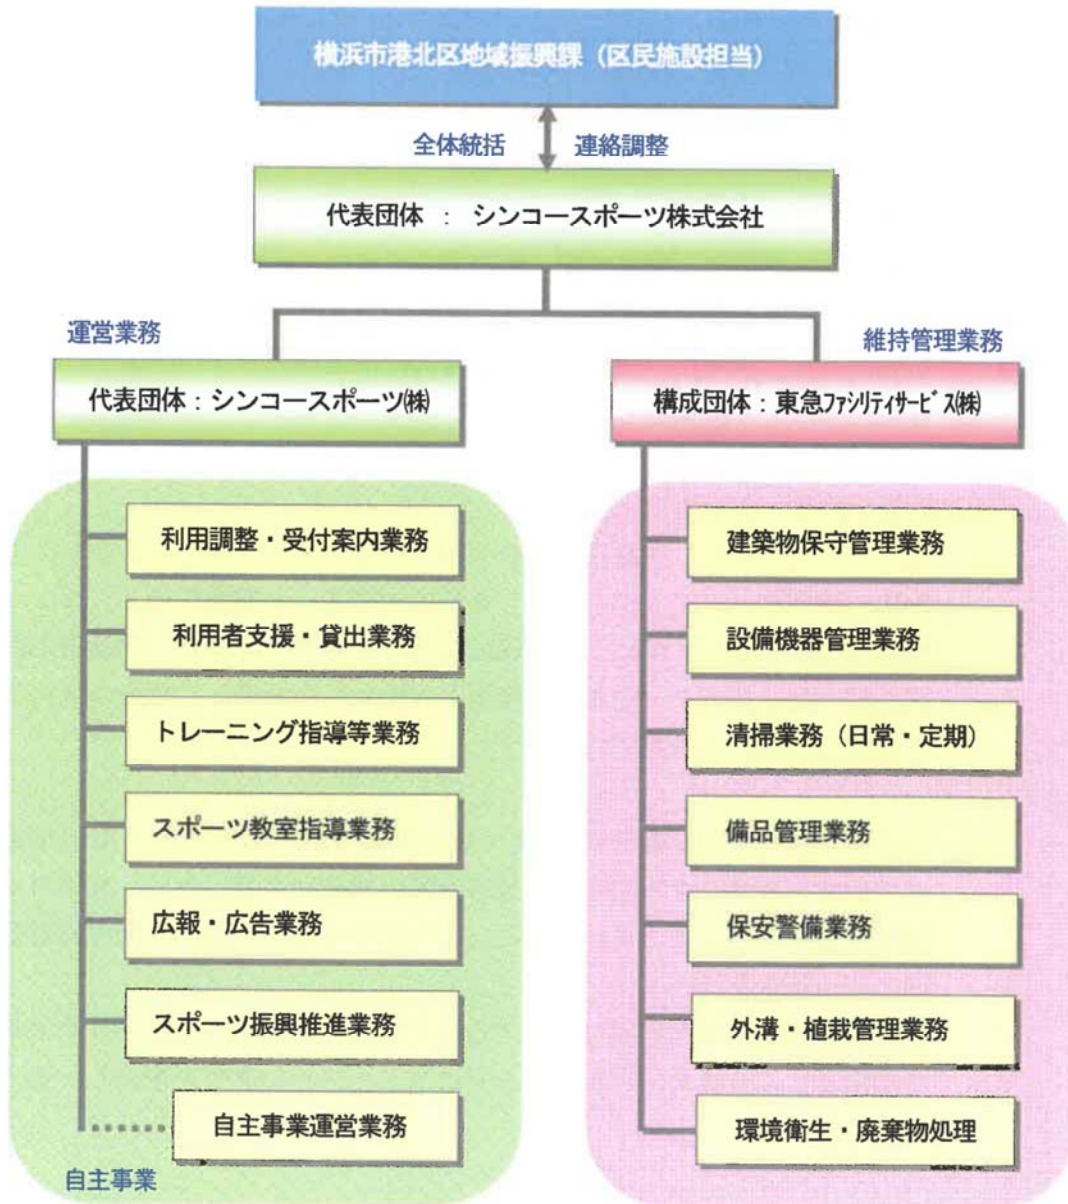 横浜市港北区地域振興課（区民施設担当）
全体統括 連絡調整
代表団体 ： シンコースポーツ株式会社
運営業務
維持管理業務
代表団体：シンコースポーツ㈱
構成団体：東急ﾌｧｼﾘﾃｨｻｰﾋﾞｽ㈱
利用調整・受付案内業務
利用者支援・貸出業務
トレーニング指導等業務
スポーツ教室指導業務
広報・広告業務
スポーツ振興推進業務
自主事業運営業務
自主事業
建築物保守管理業務
設備機器管理業務
清掃業務（日常・定期）
備品管理業務
保安警備業務
外溝・植栽管理業務
環境衛生・廃棄物処理